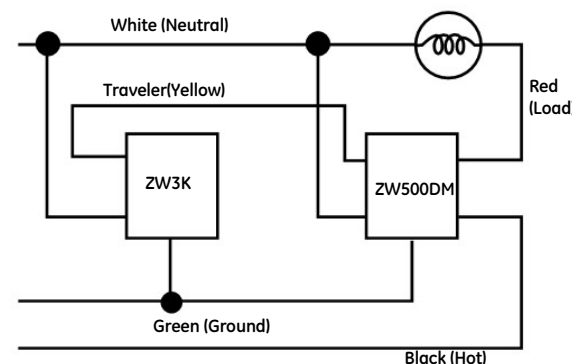 White (Neutral)
Traveler(Yellow)
Red
(Load)
ZW3K
ZW500DM
Green (Ground)
Black (Hot)